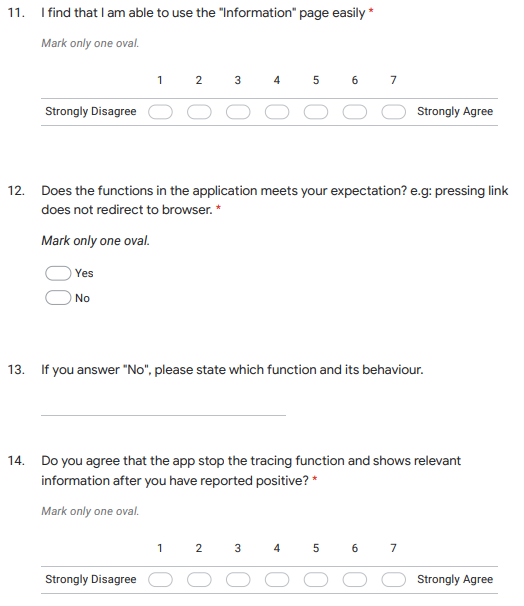 11. I find that I am able to use the "Information" page easily *
Mark only one oval.
1 2 3 4 5 6 7
Strongly Disagree Strongly Agree
12. Does the functions in the application meets your expectation? e.g: pressing link
does not redirect to browser. *
Mark only one oval.
Yes
No
13. If you answer "No", please state which function and its behaviour.
14. Do you agree that the app stop the tracing function and shows relevant
information after you have reported positive? *
Mark only one oval.
1 2 3 4 5 6 7
Strongly Disagree Strongly Agree